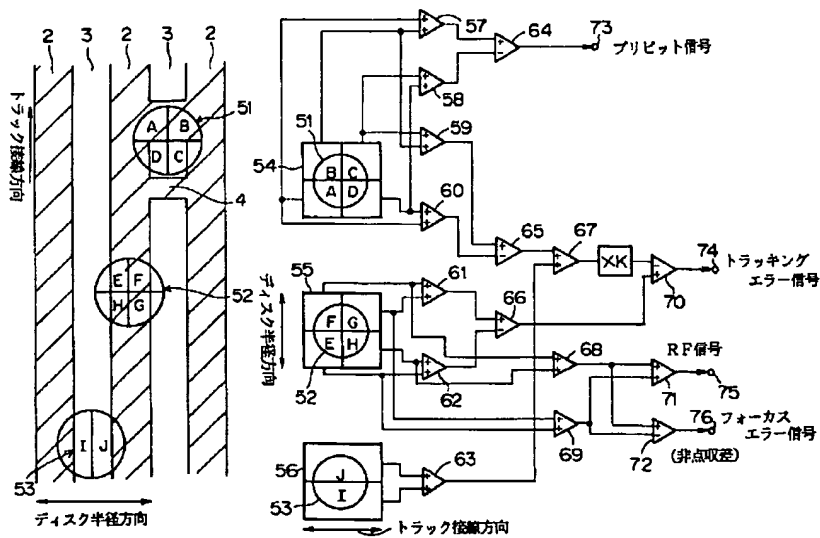 2 3 2 3 2
トラック接線方向
A B
D C
51
4
E F
H G
52
I J
53
ディスク半径方向
54
51
B C
A D
57
58
59
60
64
73
プリピット信号
65
67
×K
70
74
トラッキング
エラー信号
55
F G
E H
52
ディスク半径方向
61
62
66
68
69
71
RF信号
75
72
76
フォーカス
エラー信号
(非点収差)
56
J
I
53
63
トラック接線方向